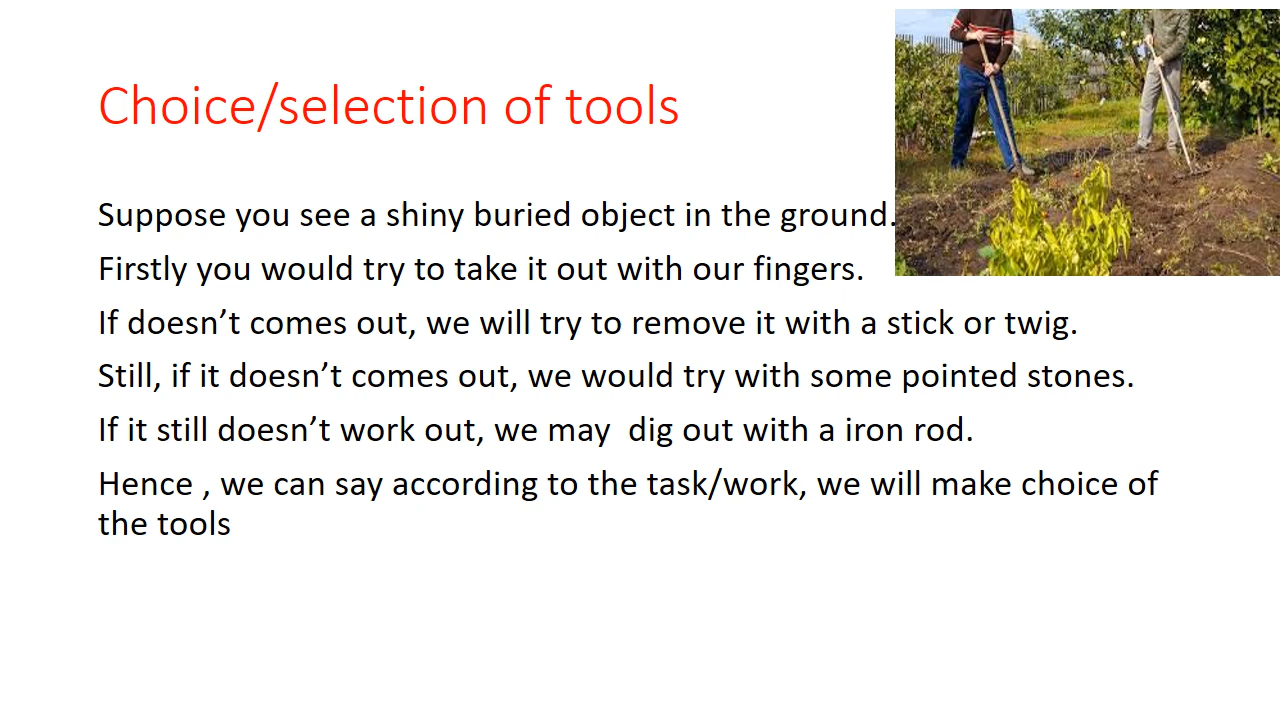 Choice/selection of tools
Suppose you see a shiny buried object in the ground.
Firstly you would try to take it out with our fingers.
If doesn’t comes out, we will try to remove it with a stick or twig.
Still, if it doesn’t comes out, we would try with some pointed stones.
If it still doesn’t work out, we may  dig out with a iron rod.
Hence , we can say according to the task/work, we will make choice of
the tools